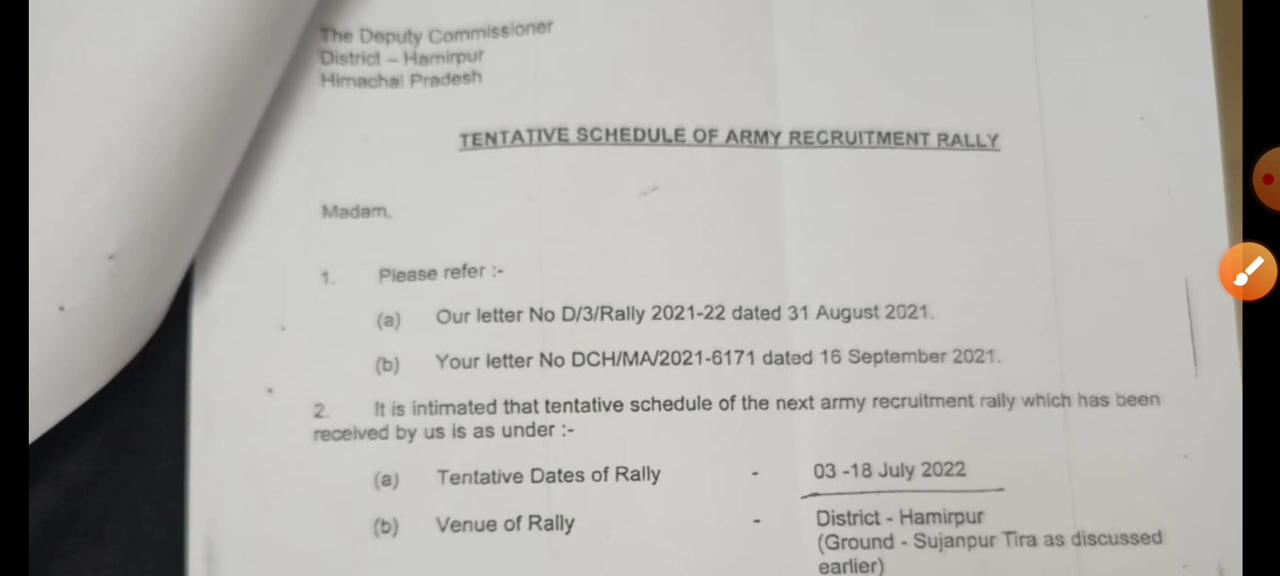 The Deputy Commissioner
District – Hamirpur
Himachal Pradesh
TENTATIVE SCHEDULE OF ARMY RECRUITMENT RALLY
Madam,
1. Please refer :-
(a) Our letter No D/3/Rally 2021-22 dated 31 August 2021.
(b) Your letter No DCH/MA/2021-6171 dated 16 September 2021.
2. It is intimated that tentative schedule of the next army recruitment rally which has been
received by us is as under :-
(a) Tentative Dates of Rally - 03 -18 July 2022
(b) Venue of Rally - District - Hamirpur
(Ground - Sujanpur Tira as discussed
earlier)